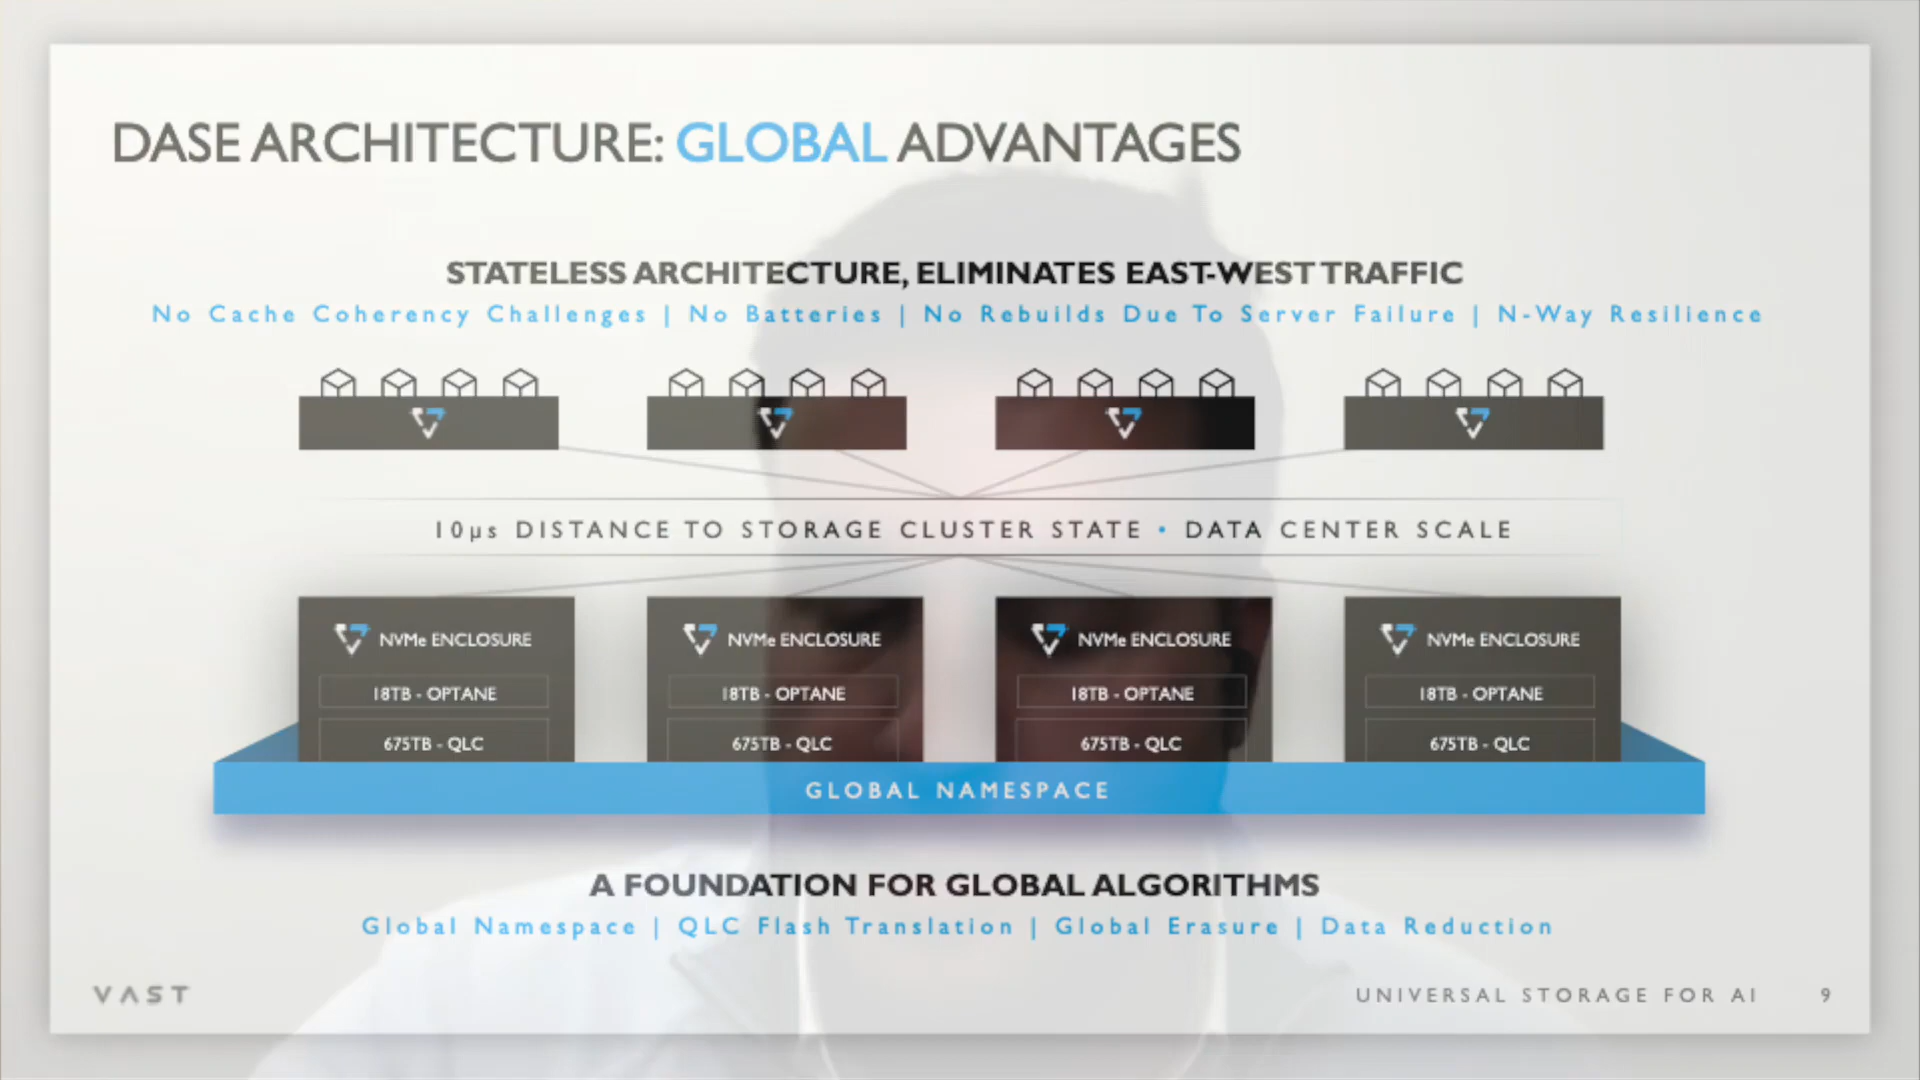 DASE ARCHITECTURE: GLOBAL ADVANTAGES
STATELESS ARCHITECTURE, ELIMINATES EAST-WEST TRAFFIC
No Cache Coherency Challenges | No Batteries | No Rebuilds Due To Server Failure | N-Way Resilience
10µs DISTANCE TO STORAGE CLUSTER STATE • DATA CENTER SCALE
NVMe ENCLOSURE NVMe ENCLOSURE NVMe ENCLOSURE NVMe ENCLOSURE
18TB - OPTANE 18TB - OPTANE 18TB - OPTANE 18TB - OPTANE
675TB - QLC 675TB - QLC 675TB - QLC 675TB - QLC
GLOBAL NAMESPACE
A FOUNDATION FOR GLOBAL ALGORITHMS
Global Namespace | QLC Flash Translation | Global Erasure | Data Reduction
VAST UNIVERSAL STORAGE FOR AI 9